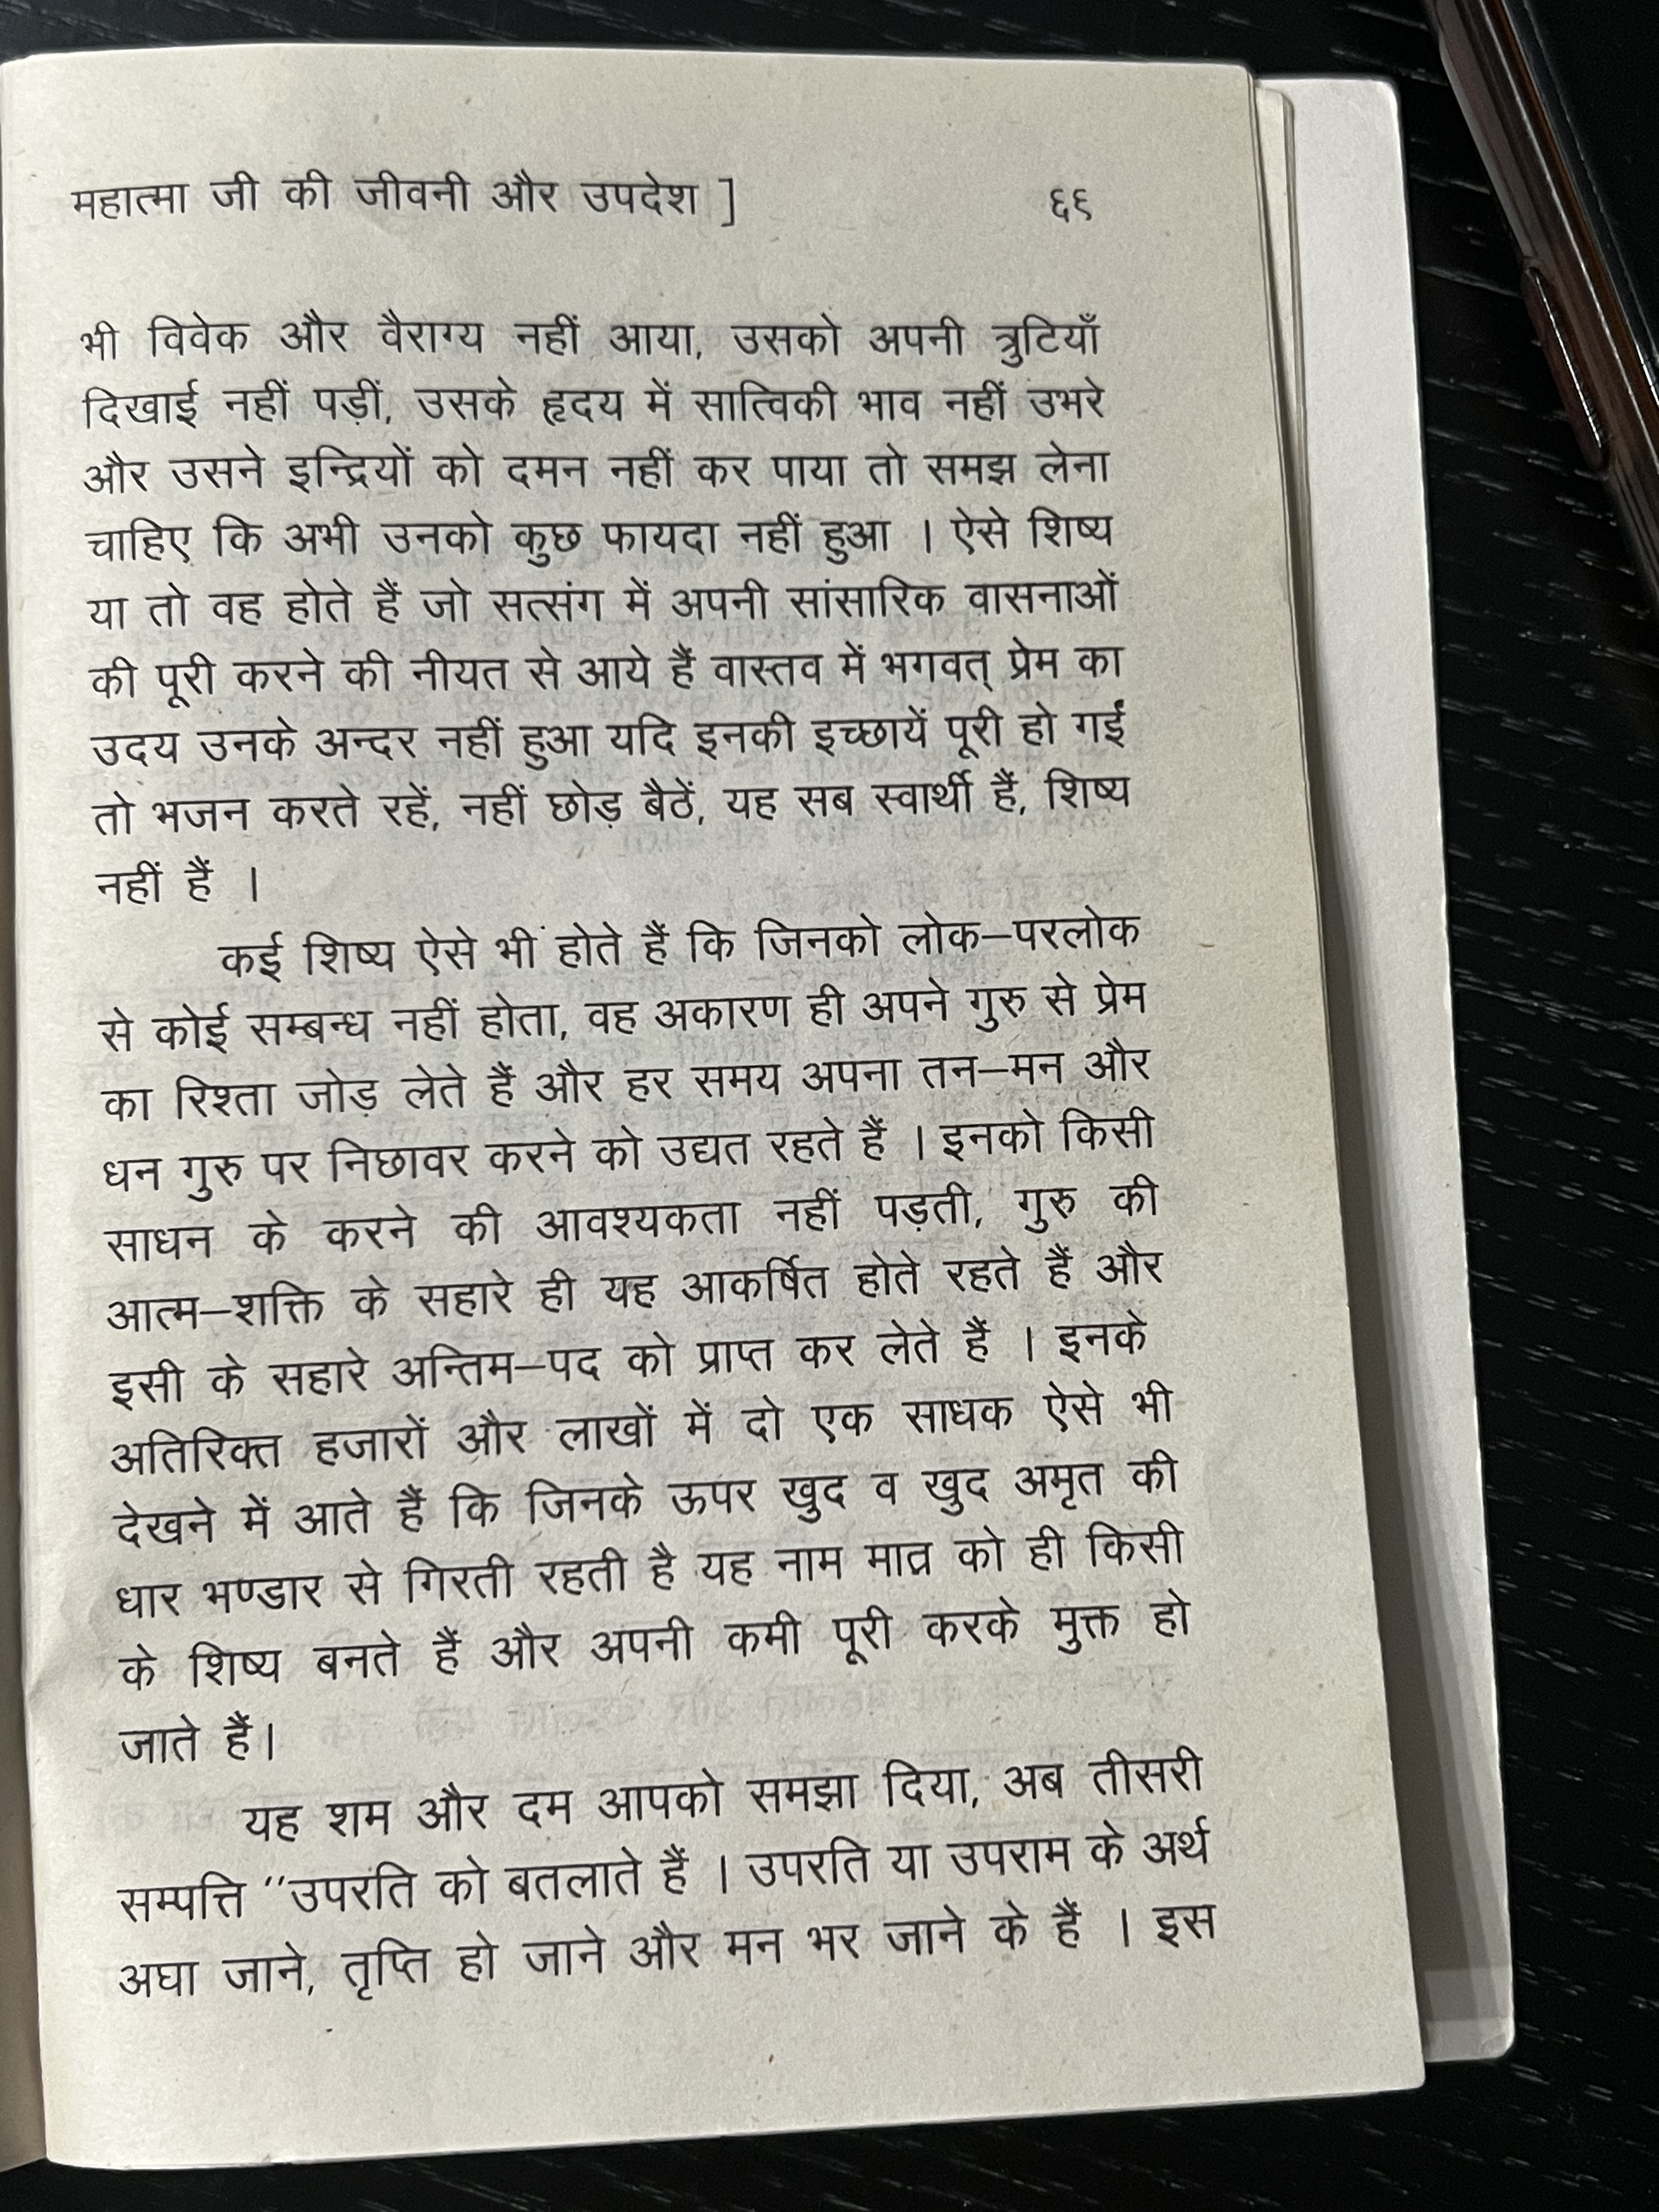 महात्मा जी की जीवनी और उपदेश ] ६९
भी विवेक और वैराग्य नहीं आया, उसको अपनी त्रुटियाँ
दिखाई नहीं पड़ीं, उसके हृदय में सात्विकी भाव नहीं उभरे
और उसने इन्द्रियों को दमन नहीं कर पाया तो समझ लेना
चाहिए कि अभी उनको कुछ फायदा नहीं हुआ । ऐसे शिष्य
या तो वह होते हैं जो सत्संग में अपनी सांसारिक वासनाओं
की पूरी करने की नीयत से आये हैं वास्तव में भगवत् प्रेम का
उदय उनके अन्दर नहीं हुआ यदि इनकी इच्छायें पूरी हो गईं
तो भजन करते रहें, नहीं छोड़ बैठें, यह सब स्वार्थी हैं, शिष्य
नहीं हैं ।
कई शिष्य ऐसे भी होते हैं कि जिनको लोक–परलोक
से कोई सम्बन्ध नहीं होता, वह अकारण ही अपने गुरु से प्रेम
का रिश्ता जोड़ लेते हैं और हर समय अपना तन–मन और
धन गुरु पर निछावर करने को उद्यत रहते हैं । इनको किसी
साधन के करने की आवश्यकता नहीं पड़ती, गुरु की
आत्म–शक्ति के सहारे ही यह आकर्षित होते रहते हैं और
इसी के सहारे अन्तिम–पद को प्राप्त कर लेते हैं । इनके
अतिरिक्त हजारों और लाखों में दो एक साधक ऐसे भी
देखने में आते हैं कि जिनके ऊपर खुद व खुद अमृत की
धार भण्डार से गिरती रहती है यह नाम मात्र को ही किसी
के शिष्य बनते हैं और अपनी कमी पूरी करके मुक्त हो
जाते हैं।
यह शम और दम आपको समझा दिया, अब तीसरी
सम्पत्ति "उपरति को बतलाते हैं । उपरति या उपराम के अर्थ
अघा जाने, तृप्ति हो जाने और मन भर जाने के हैं । इस